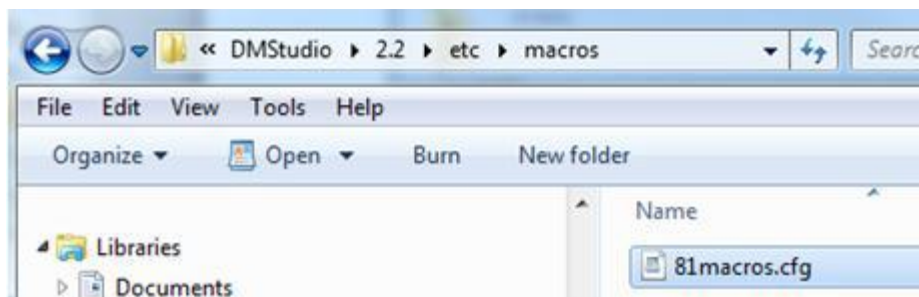 « DMStudio ▸ 2.2 ▸ etc ▸ macros Searc
File Edit View Tools Help
Organize Open Burn New folder
Name
Libraries
81macros.cfg
Documents